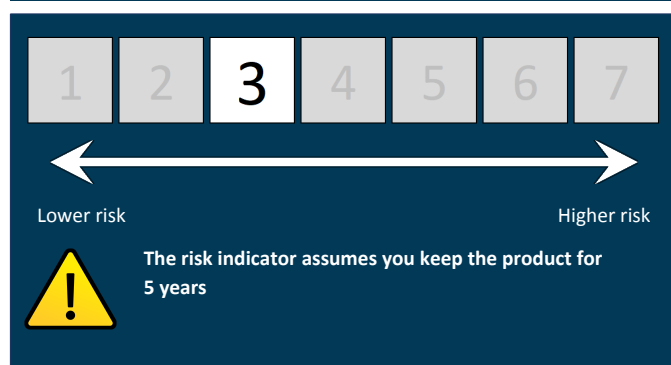 1 2 3 4 5 6 7
Lower risk Higher risk
!
The risk indicator assumes you keep the product for
5 years